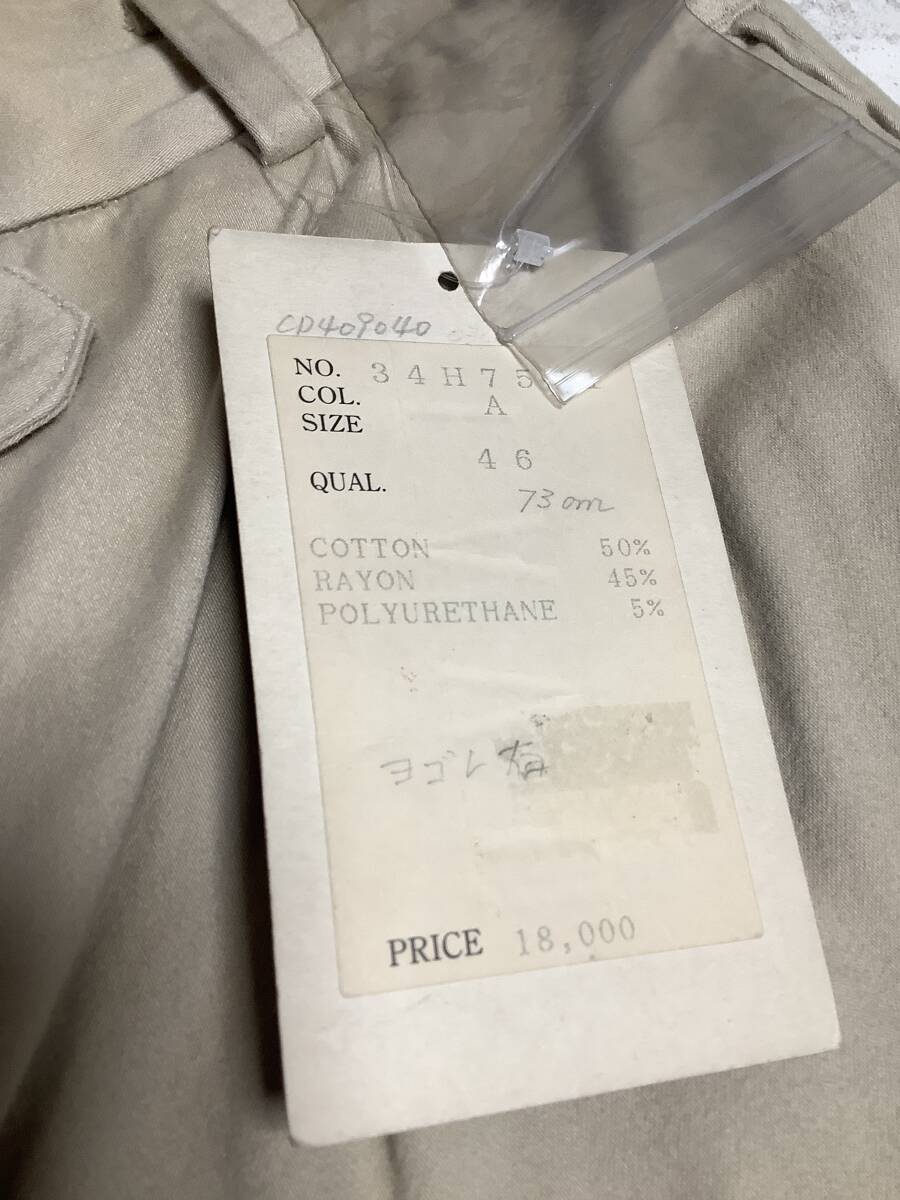 CD409040
NO. 34H75
COL. A
SIZE 46
QUAL. 73cm
COTTON 50%
RAYON 45%
POLYURETHANE 5%
ヨゴレ有
PRICE 18,000